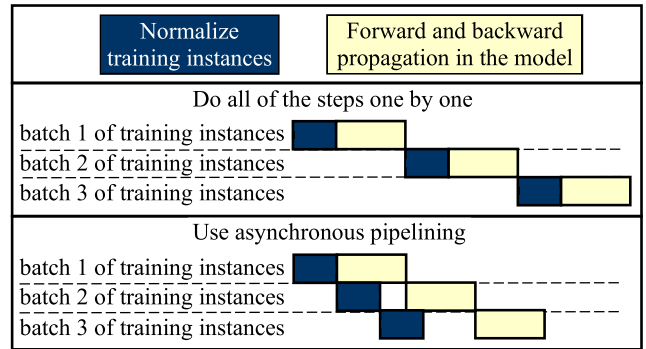 Normalize
training instances
Forward and backward
propagation in the model
Do all of the steps one by one
batch 1 of training instances
batch 2 of training instances
batch 3 of training instances
Use asynchronous pipelining
batch 1 of training instances
batch 2 of training instances
batch 3 of training instances